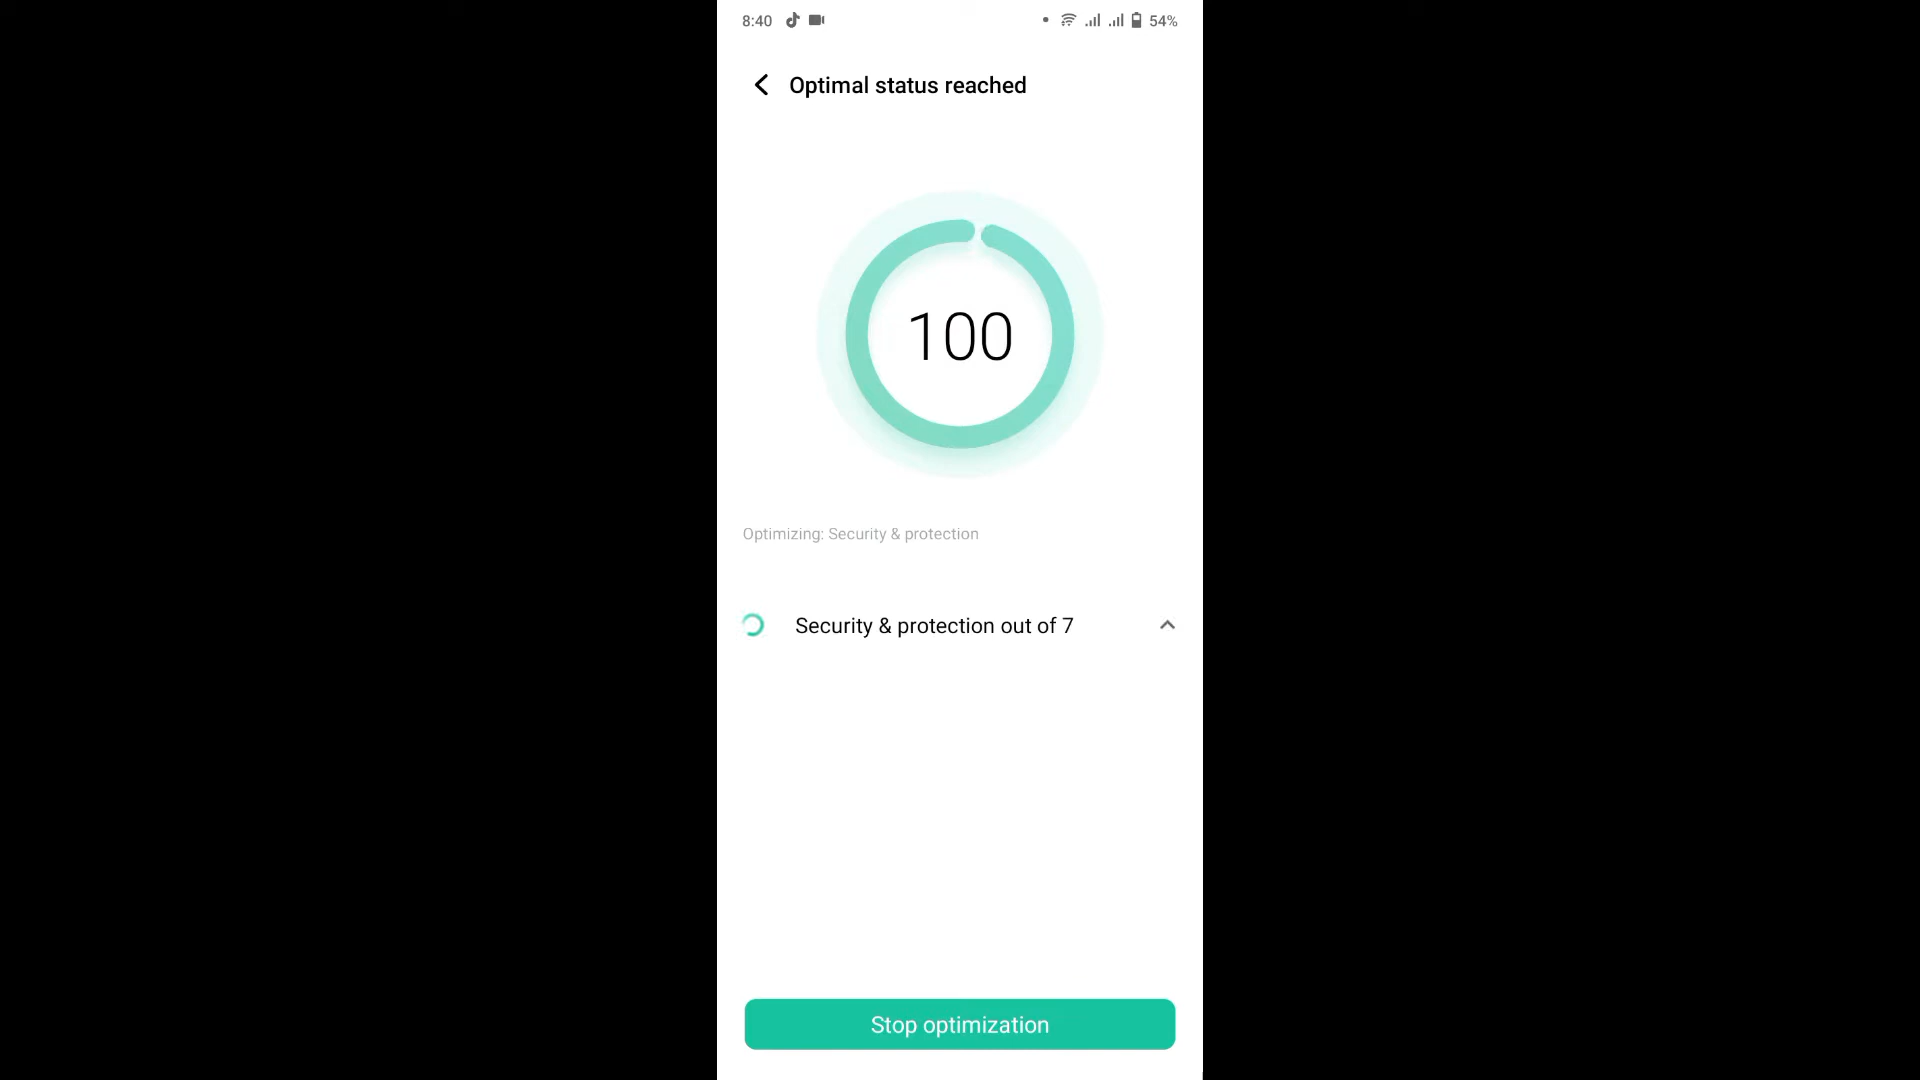 8:40 54%
Optimal status reached
100
Optimizing: Security & protection
Security & protection out of 7
Stop optimization